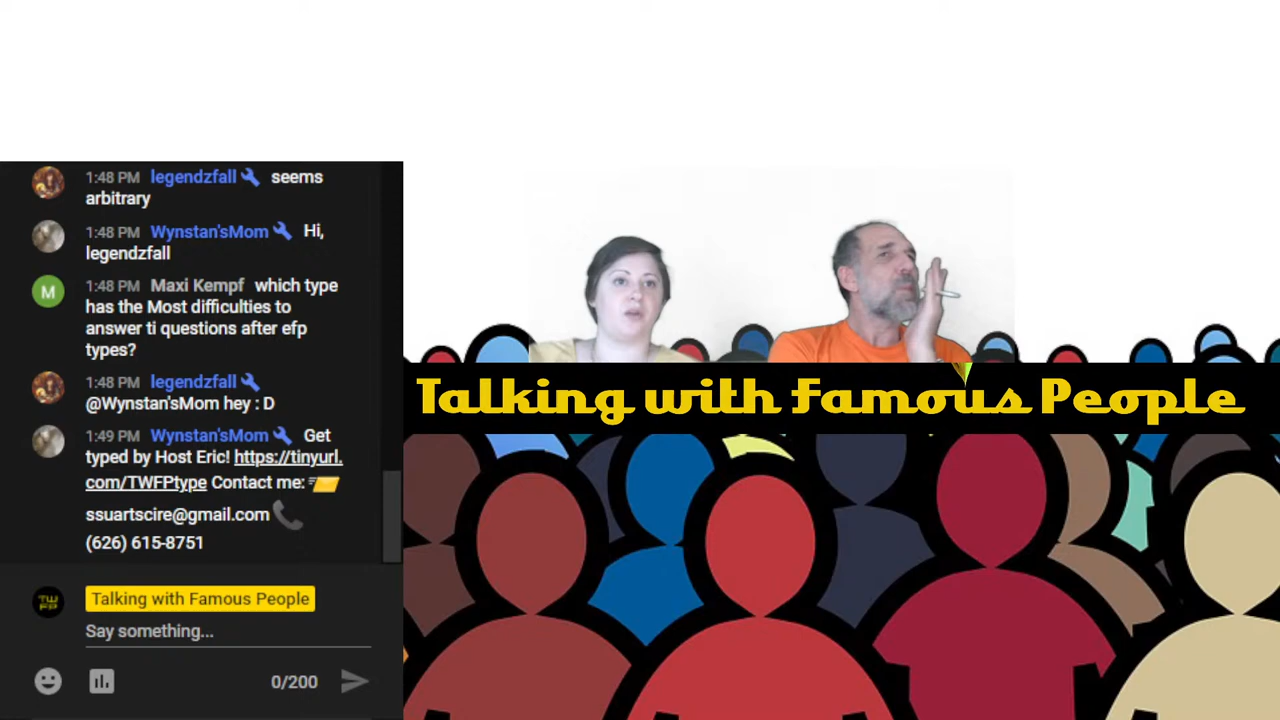 1:48 PM legendzfall seems
arbitrary
1:48 PM Wynstan'sMom Hi,
legendzfall
M
1:48 PM Maxi Kempf which type
has the Most difficulties to
answer ti questions after efp
types?
1:48 PM legendzfall
@Wynstan'sMom hey : D
1:49 PM Wynstan'sMom Get
typed by Host Eric! https://tinyurl.
com/TWFPtype Contact me:
ssuartscire@gmail.com
(626) 615-8751
TW
FP
Talking with Famous People
Say something...
0/200
Talking with Famous People